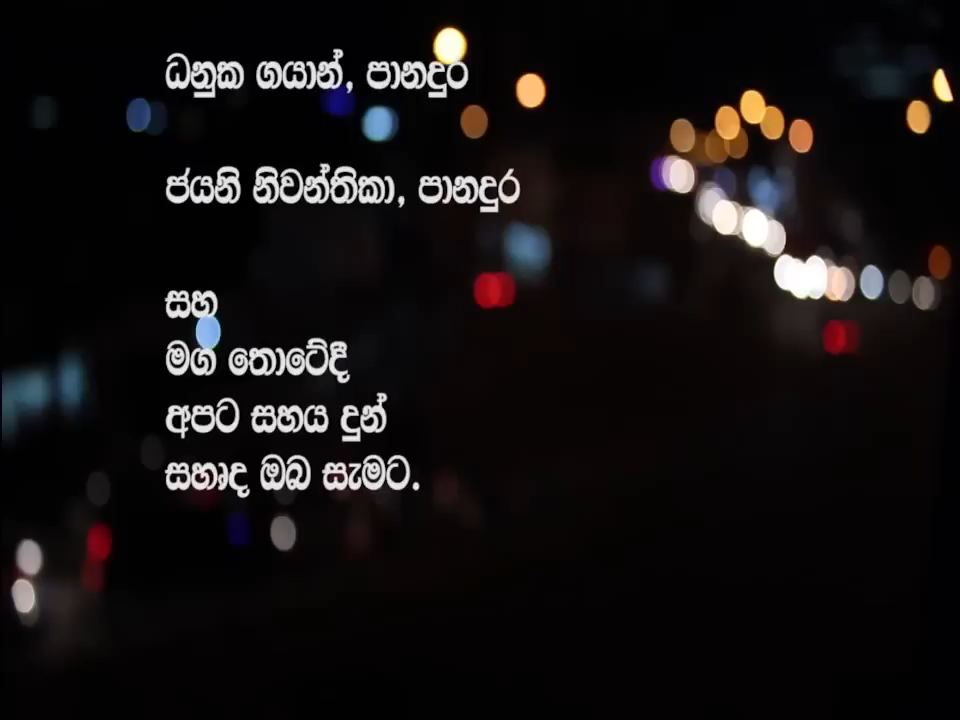 ධනුක ගයාන්, පානදුර
ජයනි නිවන්තිකා, පානදුර
සහ
මග තොටේදී
අපට සහය දුන්
සහෘද ඔබ සැමට.